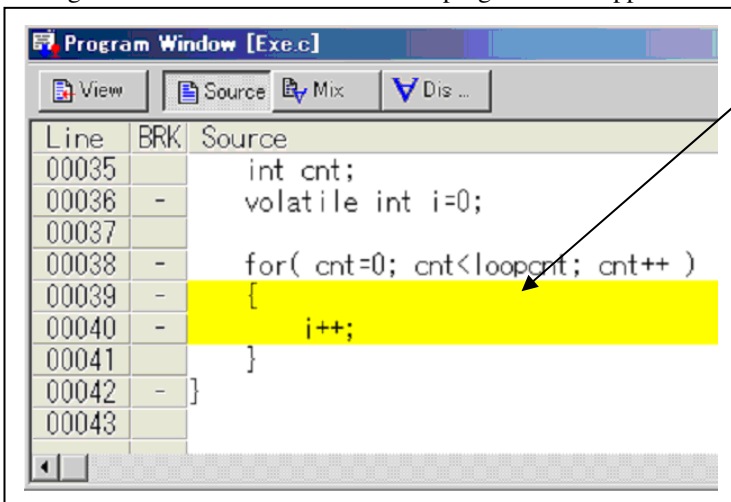 Program Window [Exe.c]
View Source Mix Dis ...
Line BRK Source
00035 int cnt;
00036 - volatile int i=0;
00037
00038 - for( cnt=0; cnt<loopcnt; cnt++ )
00039 - {
00040 - i++;
00041 }
00042 - }
00043